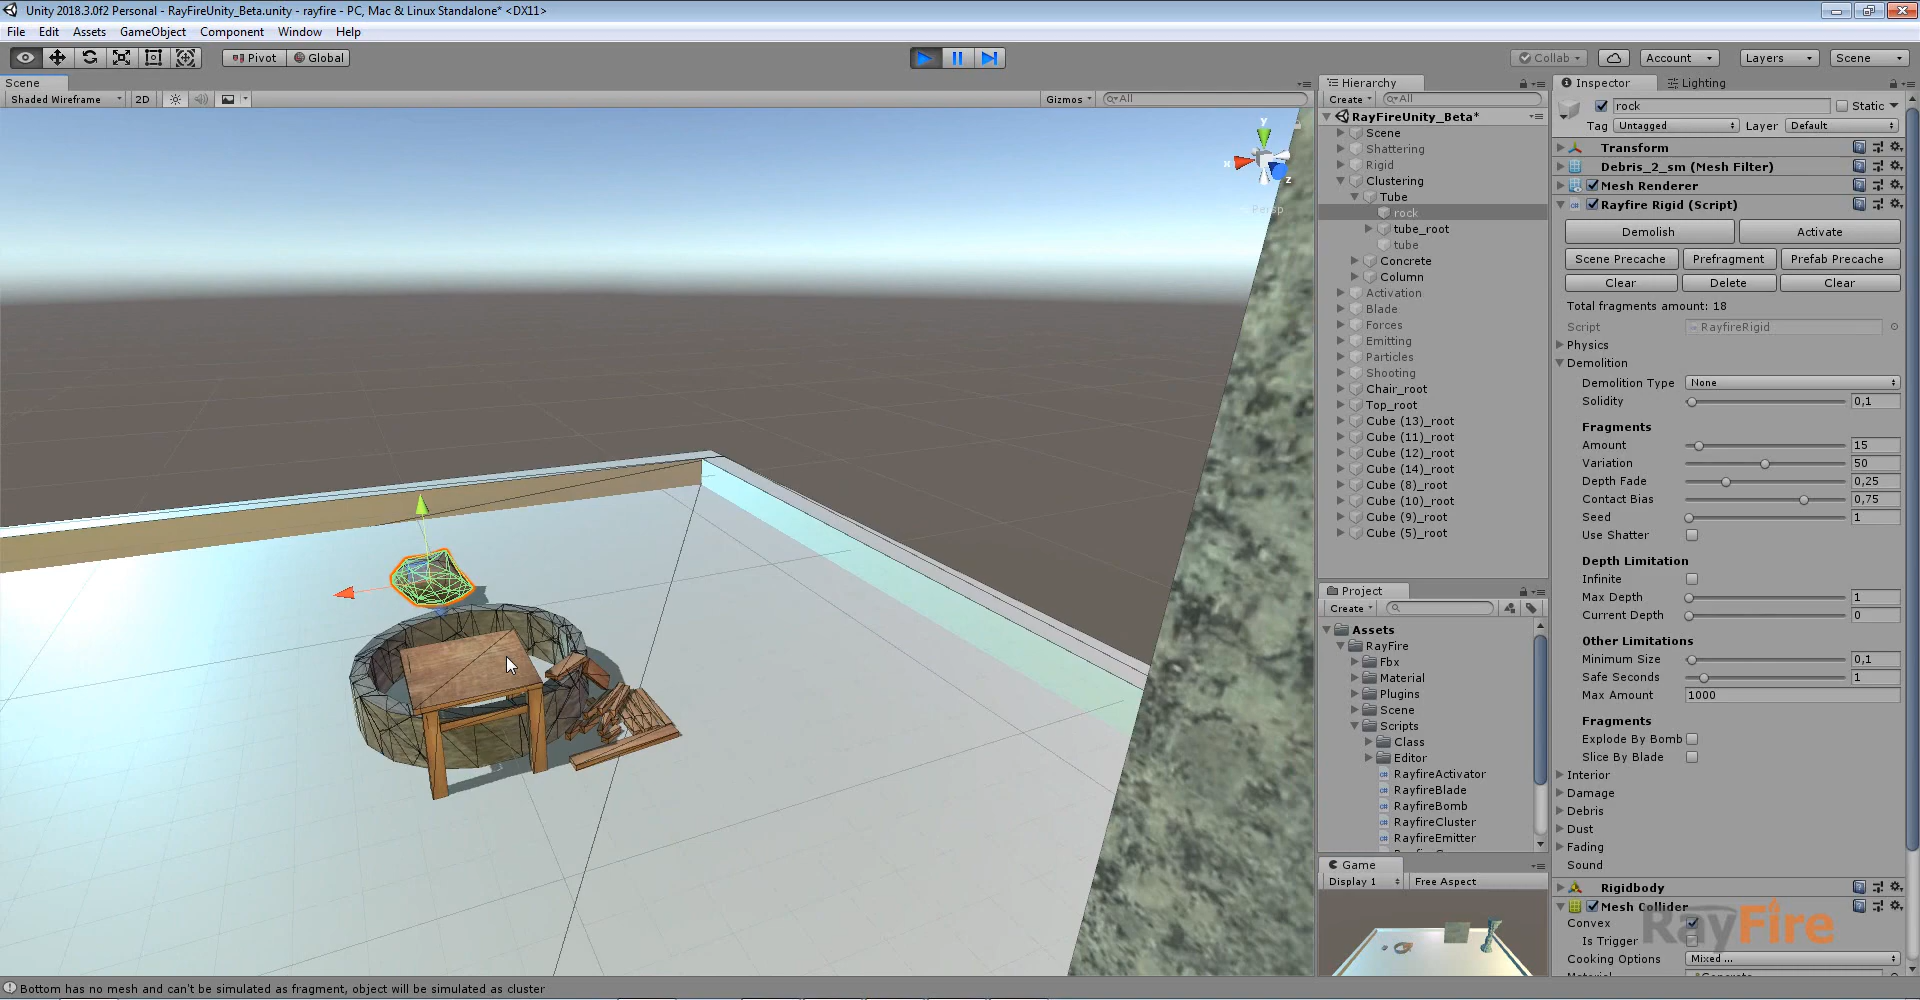 Unity 2018.3.0f2 Personal - RayFireUnity_Beta.unity - rayfire - PC, Mac & Linux Standalone* <DX11>
File Edit Assets GameObject Component Window Help
Pivot Global Collab Account Layers Scene
Scene
Shaded Wireframe 2D Gizmos All
y
x
z
Persp
Hierarchy
Create All
RayFireUnity_Beta*
Scene
Shattering
Rigid
Clustering
Tube
rock
tube_root
tube
Concrete
Column
Activation
Blade
Forces
Emitting
Particles
Shooting
Chair_root
Top_root
Cube (13)_root
Cube (11)_root
Cube (12)_root
Cube (14)_root
Cube (8)_root
Cube (10)_root
Cube (9)_root
Cube (5)_root
Project
Create
Assets
RayFire
Fbx
Material
Plugins
Scene
Scripts
Class
Editor
RayfireActivator
RayfireBlade
RayfireBomb
RayfireCluster
RayfireEmitter
Game
Display 1 Free Aspect
Inspector Lighting
rock Static
Tag Untagged Layer Default
Transform
Debris_2_sm (Mesh Filter)
Mesh Renderer
Rayfire Rigid (Script)
Demolish Activate
Scene Precache Prefragment Prefab Precache
Clear Delete Clear
Total fragments amount: 18
Script RayfireRigid
Physics
Demolition
Demolition Type None
Solidity 0,1
Fragments
Amount 15
Variation 50
Depth Fade 0,25
Contact Bias 0,75
Seed 1
Use Shatter
Depth Limitation
Infinite
Max Depth 1
Current Depth 0
Other Limitations
Minimum Size 0,1
Safe Seconds 1
Max Amount 1000
Fragments
Explode By Bomb
Slice By Blade
Interior
Damage
Debris
Dust
Fading
Sound
Rigidbody
Mesh Collider
Convex
Is Trigger
Cooking Options Mixed ...
RayFire
Bottom has no mesh and can't be simulated as fragment, object will be simulated as cluster